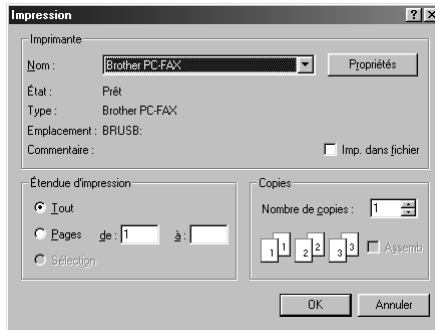 Impression
Imprimante
Nom :
Brother PC-FAX
Propriétés
État :
Prêt
Type :
Brother PC-FAX
Emplacement :
BRUSB:
Commentaire :
Imp. dans fichier
Étendue d'impression
Tout
Pages
de :
1
à :
Sélection
Copies
Nombre de copies :
1
1 1
2 2
3 3
Assemb
OK
Annuler